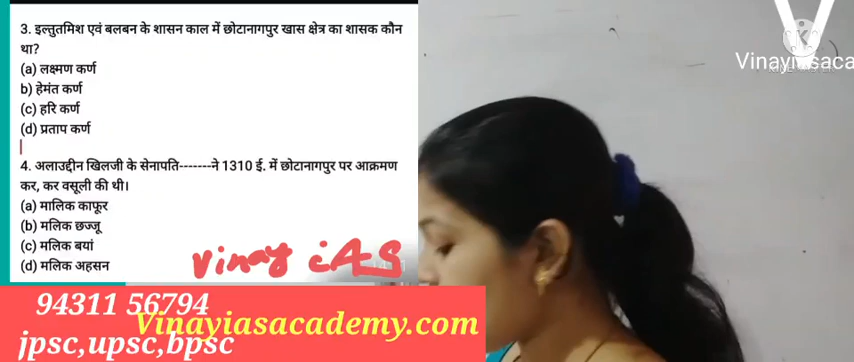 3. इल्तुतमिश एवं बलबन के शासन काल में छोटानागपुर खास क्षेत्र का शासक कौन
था?
(a) लक्ष्मण कर्ण
b) हेमंत कर्ण
(c) हरि कर्ण
(d) प्रताप कर्ण
4. अलाउद्दीन खिलजी के सेनापति-------ने 1310 ई. में छोटानागपुर पर आक्रमण
कर, कर वसूली की थी।
(a) मालिक काफूर
(b) मलिक छज्जू
(c) मलिक बयां
(d) मलिक अहसन
vinay iAS
94311 56794
Vinayiasacademy.com
jpsc,upsc,bpsc
Vinayiasaca